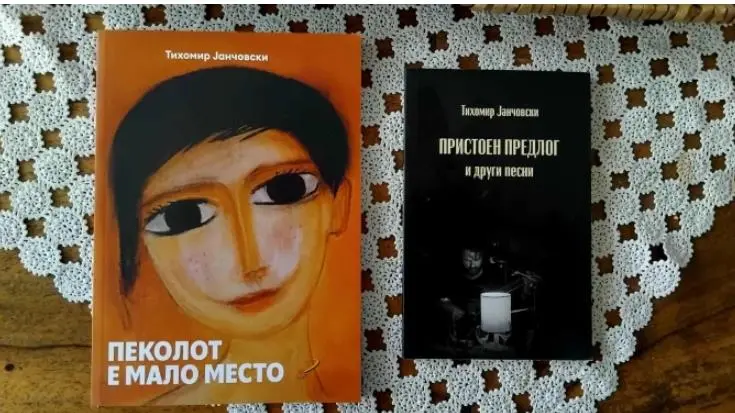 Тихомир Јанчовски
ПЕКОЛОТ
Е МАЛО МЕСТО
Тихомир Јанчовски
ПРИСТОЕН ПРЕДЛОГ
и други песни